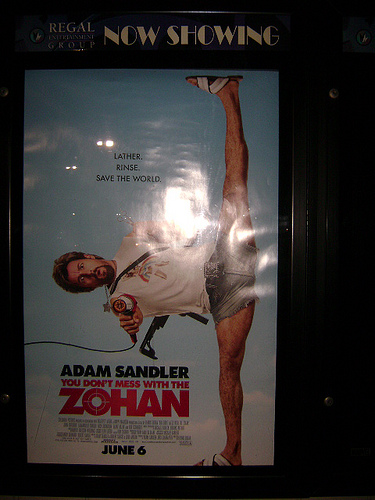 REGAL
ENTERTAINMENT
GROUP
NOW SHOWING
LATHER.
RINSE.
SAVE THE WORLD.
ADAM SANDLER
YOU DON'T MESS WITH THE
ZOHAN
JUNE 6